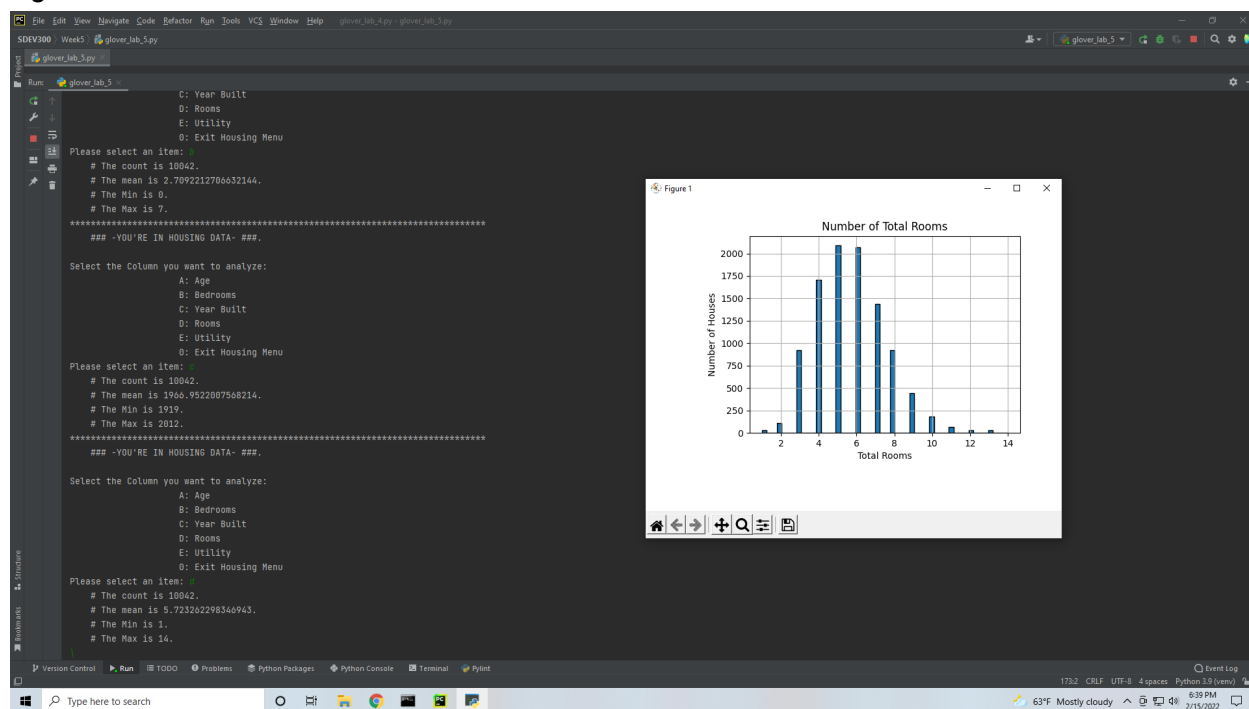 File Edit View Navigate Code Refactor Run Tools VCS Window Help glover_lab_4.py - glover_lab_5.py
SDEV300 Week5 glover_lab_5.py glover_lab_5
glover_lab_5.py
Project
Run: glover_lab_5
C: Year Built
D: Rooms
E: Utility
0: Exit Housing Menu
Please select an item: b
# The count is 10042.
# The mean is 2.7092212706632144.
# The Min is 0.
# The Max is 7.
********************************************************************************
### -YOU'RE IN HOUSING DATA- ###.
Select the Column you want to analyze:
A: Age
B: Bedrooms
C: Year Built
D: Rooms
E: Utility
0: Exit Housing Menu
Please select an item: c
# The count is 10042.
# The mean is 1966.9522007568214.
# The Min is 1919.
# The Max is 2012.
********************************************************************************
### -YOU'RE IN HOUSING DATA- ###.
Select the Column you want to analyze:
A: Age
B: Bedrooms
C: Year Built
D: Rooms
E: Utility
0: Exit Housing Menu
Please select an item: d
# The count is 10042.
# The mean is 5.723262298346943.
# The Min is 1.
# The Max is 14.
\
Figure 1
Number of Total Rooms
Number of Houses
2000
1750
1500
1250
1000
750
500
250
0
2 4 6 8 10 12 14
Total Rooms
Structure
Bookmarks
Version Control Run TODO Problems Python Packages Python Console Terminal Pylint Event Log
173:2 CRLF UTF-8 4 spaces Python 3.9 (venv)
Type here to search
63°F Mostly cloudy
6:39 PM
2/15/2022